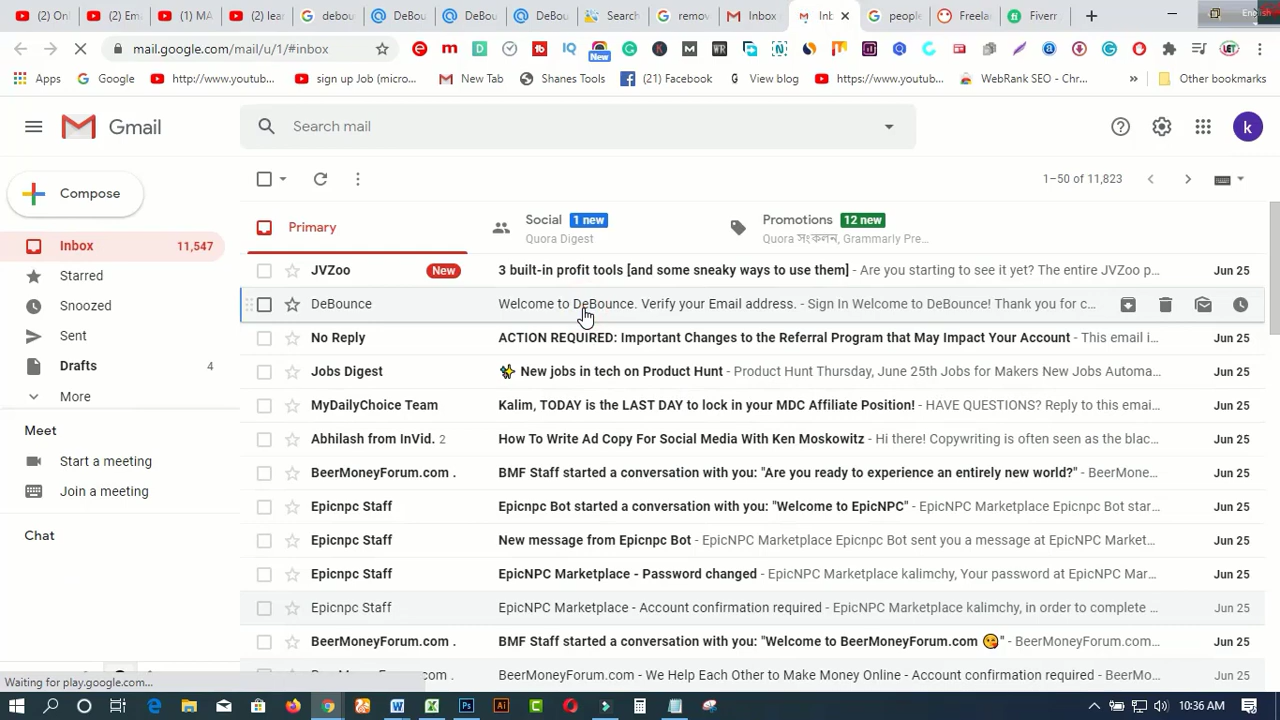 (1) On
(2) Em
(1) MA
(2) lear
debou
DeBou
DeBou
DeBou
Search
remov
Inbox
Inb
people
Freela
Fiverr
English
mail.google.com/mail/u/1/#inbox
New
Apps
Google
http://www.youtub...
sign up Job (micro...
New Tab
Shanes Tools
(21) Facebook
View blog
https://www.youtu...
WebRank SEO - Chr...
Other bookmarks
Gmail
Search mail
k
Compose
1–50 of 11,823
Primary
Social 1 new
Quora Digest
Promotions 12 new
Quora সংকলন, Grammarly Pre...
Inbox 11,547
Starred
Snoozed
Sent
Drafts 4
More
Meet
Start a meeting
Join a meeting
Chat
JVZoo New 3 built-in profit tools [and some sneaky ways to use them] - Are you starting to see it yet? The entire JVZoo p... Jun 25
DeBounce Welcome to DeBounce. Verify your Email address. - Sign In Welcome to DeBounce! Thank you for c...
No Reply ACTION REQUIRED: Important Changes to the Referral Program that May Impact Your Account - This email i... Jun 25
Jobs Digest ✨ New jobs in tech on Product Hunt - Product Hunt Thursday, June 25th Jobs for Makers New Jobs Automa... Jun 25
MyDailyChoice Team Kalim, TODAY is the LAST DAY to lock in your MDC Affiliate Position! - HAVE QUESTIONS? Reply to this emai... Jun 25
Abhilash from InVid. 2 How To Write Ad Copy For Social Media With Ken Moskowitz - Hi there! Copywriting is often seen as the blac... Jun 25
BeerMoneyForum.com . BMF Staff started a conversation with you: "Are you ready to experience an entirely new world?" - BeerMone... Jun 25
Epicnpc Staff Epicnpc Bot started a conversation with you: "Welcome to EpicNPC" - EpicNPC Marketplace Epicnpc Bot star... Jun 25
Epicnpc Staff New message from Epicnpc Bot - EpicNPC Marketplace Epicnpc Bot sent you a message at EpicNPC Market... Jun 25
Epicnpc Staff EpicNPC Marketplace - Password changed - EpicNPC Marketplace kalimchy, Your password at EpicNPC Mar... Jun 25
Epicnpc Staff EpicNPC Marketplace - Account confirmation required - EpicNPC Marketplace kalimchy, in order to complete ... Jun 25
BeerMoneyForum.com . BMF Staff started a conversation with you: "Welcome to BeerMoneyForum.com 😘" - BeerMoneyForum.com... Jun 25
BeerMoneyForum.com . BeerMoneyForum.com - We Help Each Other to Make Money Online - Account confirmation required - BeerMoneyForum... Jun 25
Waiting for play.google.com...
10:36 AM